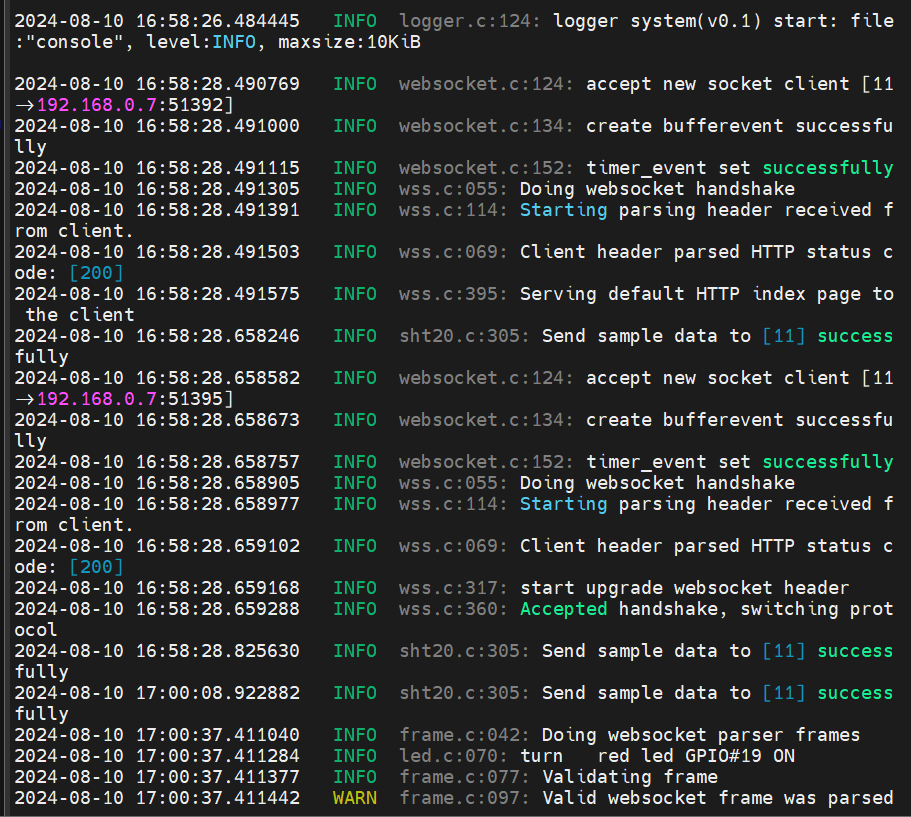 2024-08-10 16:58:26.484445   INFO  logger.c:124: logger system(v0.1) start: file
:"console", level:INFO, maxsize:10KiB
2024-08-10 16:58:28.490769   INFO  websocket.c:124: accept new socket client [11
→192.168.0.7:51392]
2024-08-10 16:58:28.491000   INFO  websocket.c:134: create bufferevent successfu
lly
2024-08-10 16:58:28.491115   INFO  websocket.c:152: timer_event set successfully
2024-08-10 16:58:28.491305   INFO  wss.c:055: Doing websocket handshake
2024-08-10 16:58:28.491391   INFO  wss.c:114: Starting parsing header received f
rom client.
2024-08-10 16:58:28.491503   INFO  wss.c:069: Client header parsed HTTP status c
ode: [200]
2024-08-10 16:58:28.491575   INFO  wss.c:395: Serving default HTTP index page to
 the client
2024-08-10 16:58:28.658246   INFO  sht20.c:305: Send sample data to [11] success
fully
2024-08-10 16:58:28.658582   INFO  websocket.c:124: accept new socket client [11
→192.168.0.7:51395]
2024-08-10 16:58:28.658673   INFO  websocket.c:134: create bufferevent successfu
lly
2024-08-10 16:58:28.658757   INFO  websocket.c:152: timer_event set successfully
2024-08-10 16:58:28.658905   INFO  wss.c:055: Doing websocket handshake
2024-08-10 16:58:28.658977   INFO  wss.c:114: Starting parsing header received f
rom client.
2024-08-10 16:58:28.659102   INFO  wss.c:069: Client header parsed HTTP status c
ode: [200]
2024-08-10 16:58:28.659168   INFO  wss.c:317: start upgrade websocket header
2024-08-10 16:58:28.659288   INFO  wss.c:360: Accepted handshake, switching prot
ocol
2024-08-10 16:58:28.825630   INFO  sht20.c:305: Send sample data to [11] success
fully
2024-08-10 17:00:08.922882   INFO  sht20.c:305: Send sample data to [11] success
fully
2024-08-10 17:00:37.411040   INFO  frame.c:042: Doing websocket parser frames
2024-08-10 17:00:37.411284   INFO  led.c:070: turn   red led GPIO#19 ON
2024-08-10 17:00:37.411377   INFO  frame.c:077: Validating frame
2024-08-10 17:00:37.411442   WARN  frame.c:097: Valid websocket frame was parsed